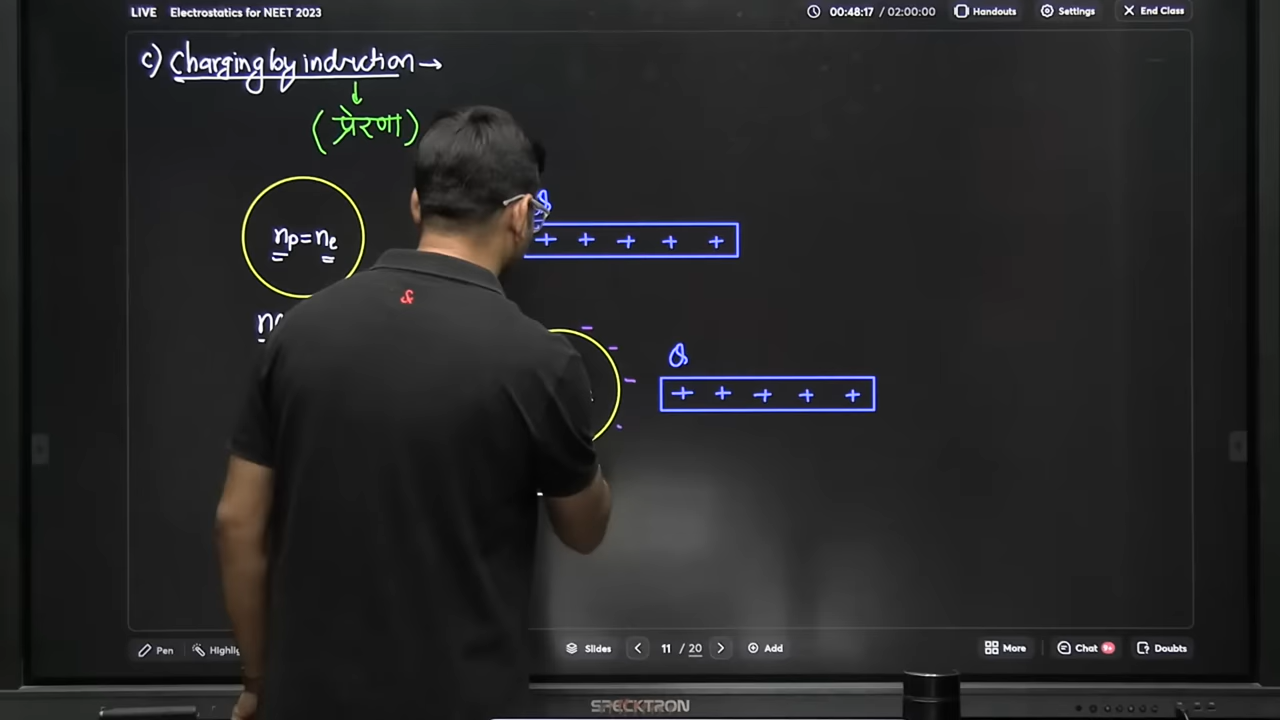 LIVE Electrostatics for NEET 2023
00:48:17 / 02:00:00 Handouts Settings End Class
c) Charging by induction →
(प्रेरणा)
np = ne
+ + + + +
Q
+ + + + +
Pen
Slides 11 / 20 Add More Chat 9+ Doubts
SPECKTRON